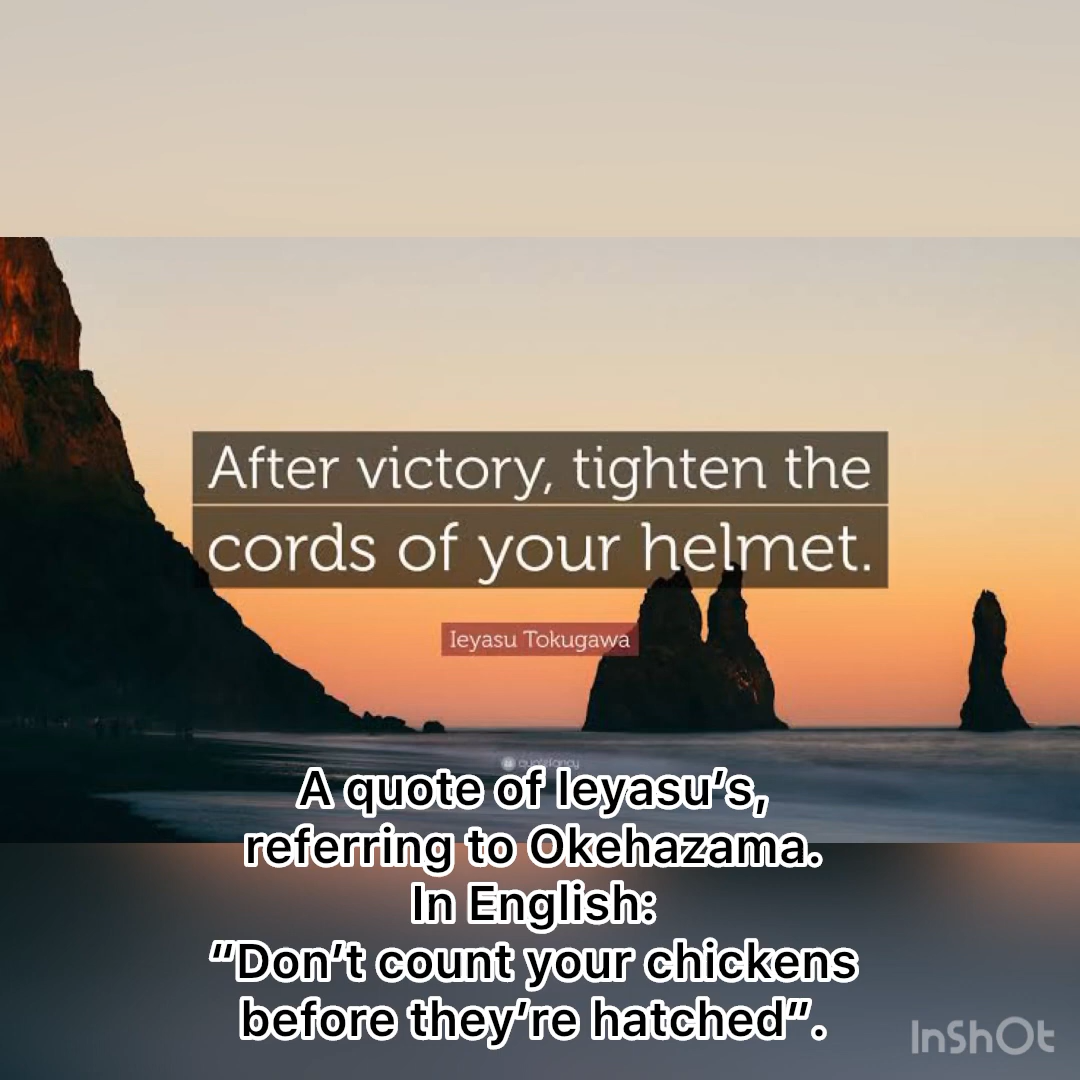 After victory, tighten the
cords of your helmet.
Ieyasu Tokugawa
quotefancy
A quote of Ieyasu’s,
referring to Okehazama.
In English:
“Don’t count your chickens
before they’re hatched”.
InShOt